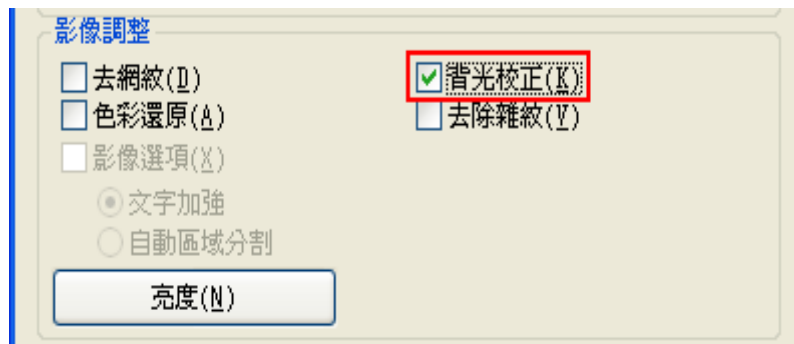 影像調整
去網紋(D) 背光校正(K)
色彩還原(A) 去除雜紋(V)
影像選項(X)
文字加強
自動區域分割
亮度(N)